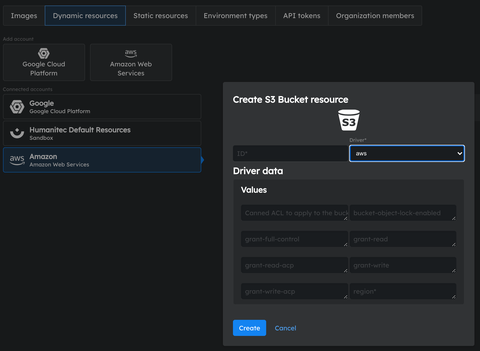 Images Dynamic resources Static resources Environment types API tokens Organization members
Add account
Google Cloud
Platform
aws
Amazon Web
Services
Connected accounts
Google
Google Cloud Platform
Humanitec Default Resources
Sandbox
aws
Amazon
Amazon Web Services
Create S3 Bucket resource
S3
Driver*
ID*
aws
Driver data
Values
Canned ACL to apply to the buck
bucket-object-lock-enabled
grant-full-control
grant-read
grant-read-acp
grant-write
grant-write-acp
region*
Create Cancel